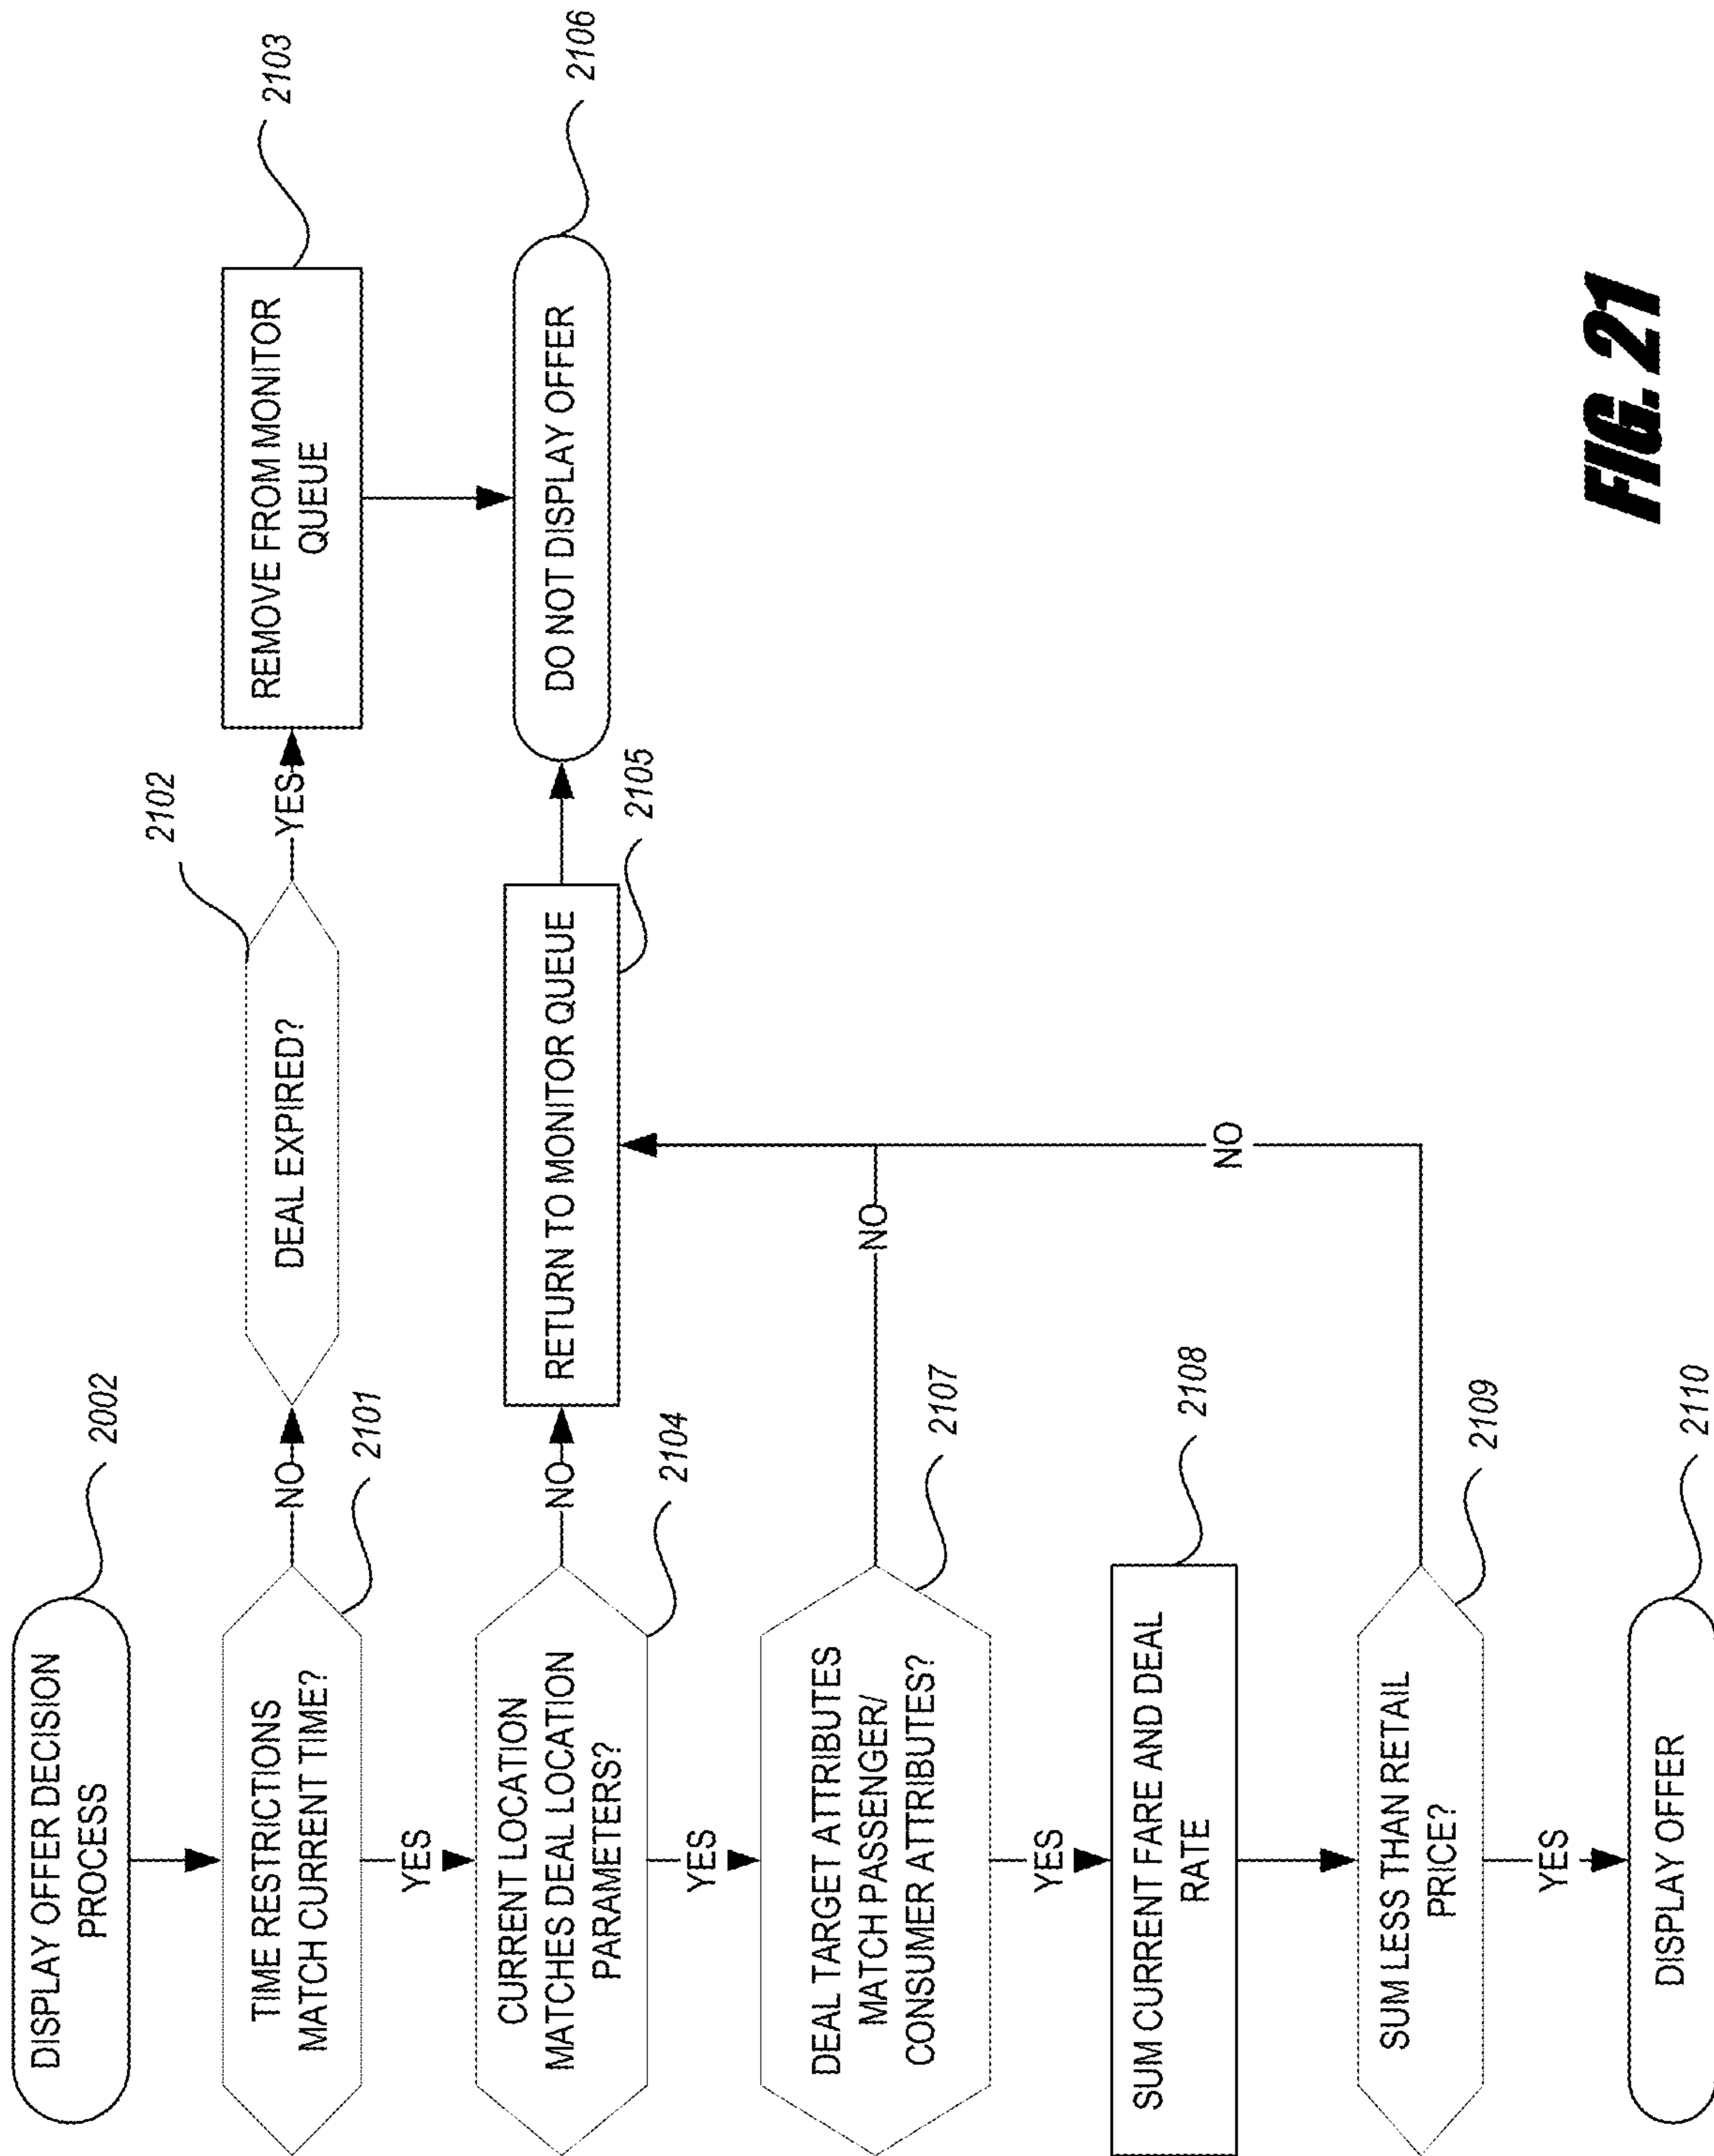 DISPLAY OFFER DECISION
PROCESS
2002
TIME RESTRICTIONS
MATCH CURRENT TIME?
2101
NO
DEAL EXPIRED?
2102
YES
REMOVE FROM MONITOR
QUEUE
2103
YES
CURRENT LOCATION
MATCHES DEAL LOCATION
PARAMETERS?
2104
NO
RETURN TO MONITOR QUEUE
2105
DO NOT DISPLAY OFFER
2106
YES
DEAL TARGET ATTRIBUTES
MATCH PASSENGER/
CONSUMER ATTRIBUTES?
2107
NO
YES
SUM CURRENT FARE AND DEAL
RATE
2108
SUM LESS THAN RETAIL
PRICE?
2109
NO
YES
DISPLAY OFFER
2110
FIG. 21